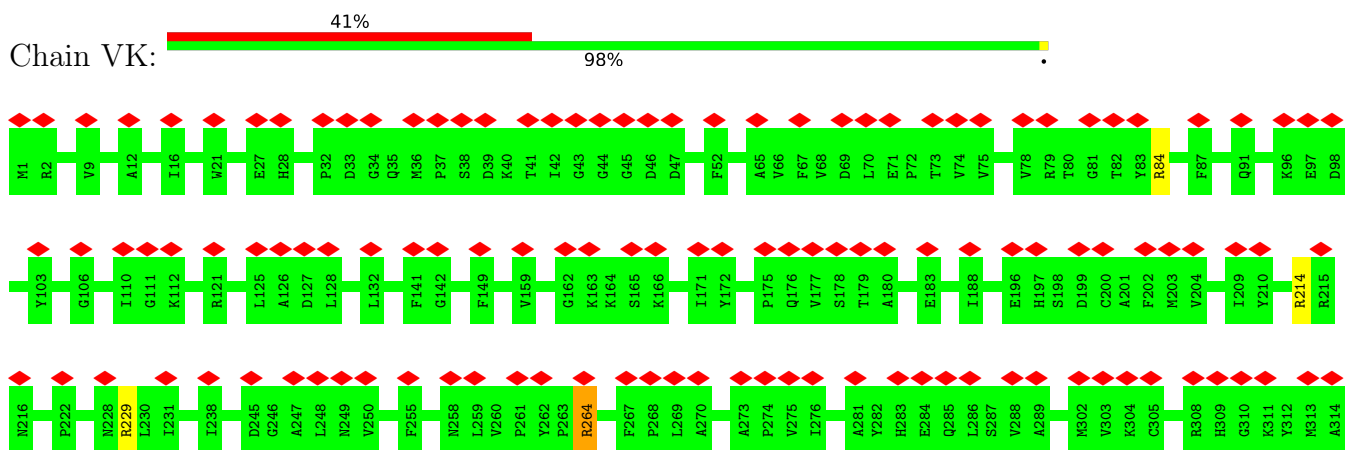 41%
Chain VK:
98%
M1 R2 V9 A12 I16 W21 E27 H28 P32 D33 G34 Q35 M36 P37 S38 D39 K40 T41 I42 G43 G44 G45 D46 D47 F52 A65 V66 F67 V68 D69 L70 E71 P72 T73 V74 V75 V78 R79 T80 G81 T82 Y83 R84 F87 Q91 K96 E97 D98
Y103 G106 I110 G111 K112 R121 L125 A126 D127 L128 L132 F141 G142 F149 V159 G162 K163 K164 S165 K166 I171 Y172 P175 Q176 V177 S178 T179 A180 E183 I188 E196 H197 S198 D199 C200 A201 F202 M203 V204 I209 Y210 R214 R215
N216 P222 N228 R229 L230 I231 I238 D245 G246 A247 L248 N249 V250 F255 N258 L259 V260 P261 Y262 P263 R264 F267 P268 L269 A270 A273 P274 V275 I276 A281 Y282 H283 E284 Q285 L286 S287 V288 A289 M302 V303 K304 C305 R308 H309 G310 K311 Y312 M313 A314